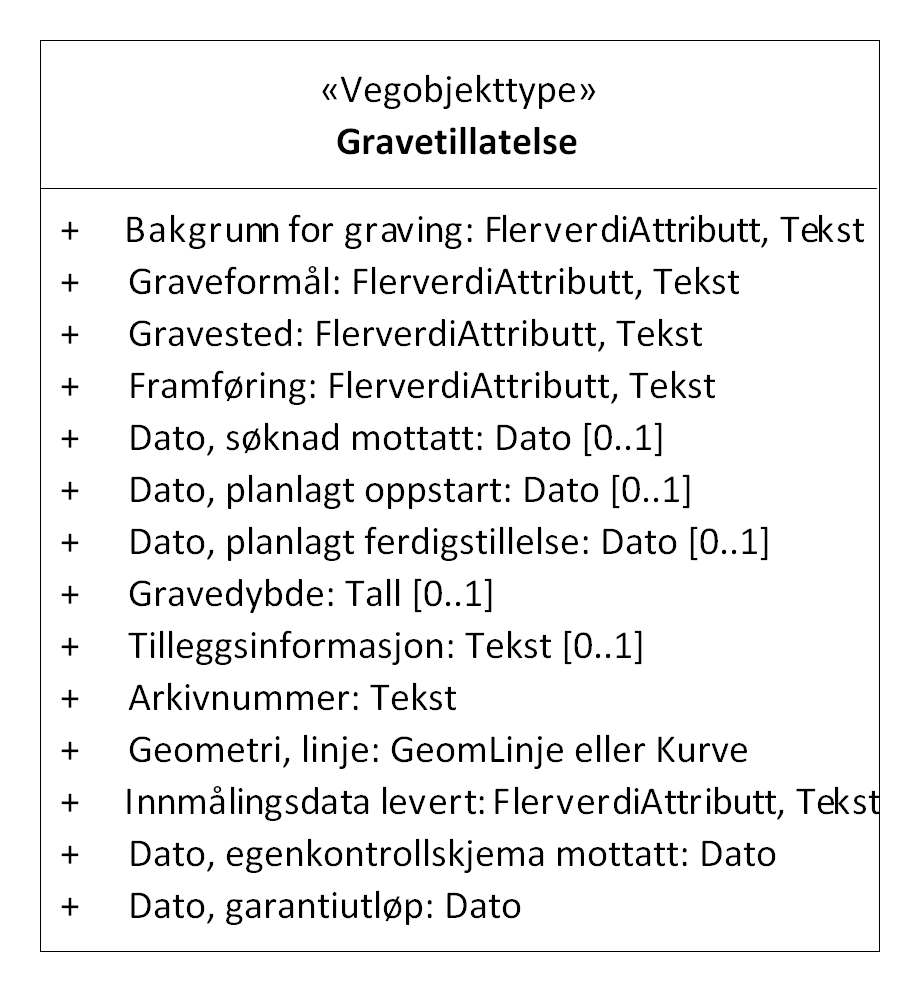 «Vegobjekttype»
Gravetillatelse
+ Bakgrunn for graving: FlerverdiAttributt, Tekst
+ Graveformål: FlerverdiAttributt, Tekst
+ Gravested: FlerverdiAttributt, Tekst
+ Framføring: FlerverdiAttributt, Tekst
+ Dato, søknad mottatt: Dato [0..1]
+ Dato, planlagt oppstart: Dato [0..1]
+ Dato, planlagt ferdigstillelse: Dato [0..1]
+ Gravedybde: Tall [0..1]
+ Tilleggsinformasjon: Tekst [0..1]
+ Arkivnummer: Tekst
+ Geometri, linje: GeomLinje eller Kurve
+ Innmålingsdata levert: FlerverdiAttributt, Tekst
+ Dato, egenkontrollskjema mottatt: Dato
+ Dato, garantiutløp: Dato